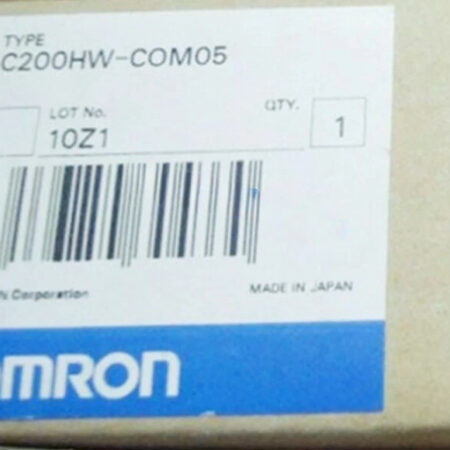 TYPE
C200HW-COM05
LOT No.
QTY.
10Z1
1
N Corporation
MADE IN JAPAN
MRON